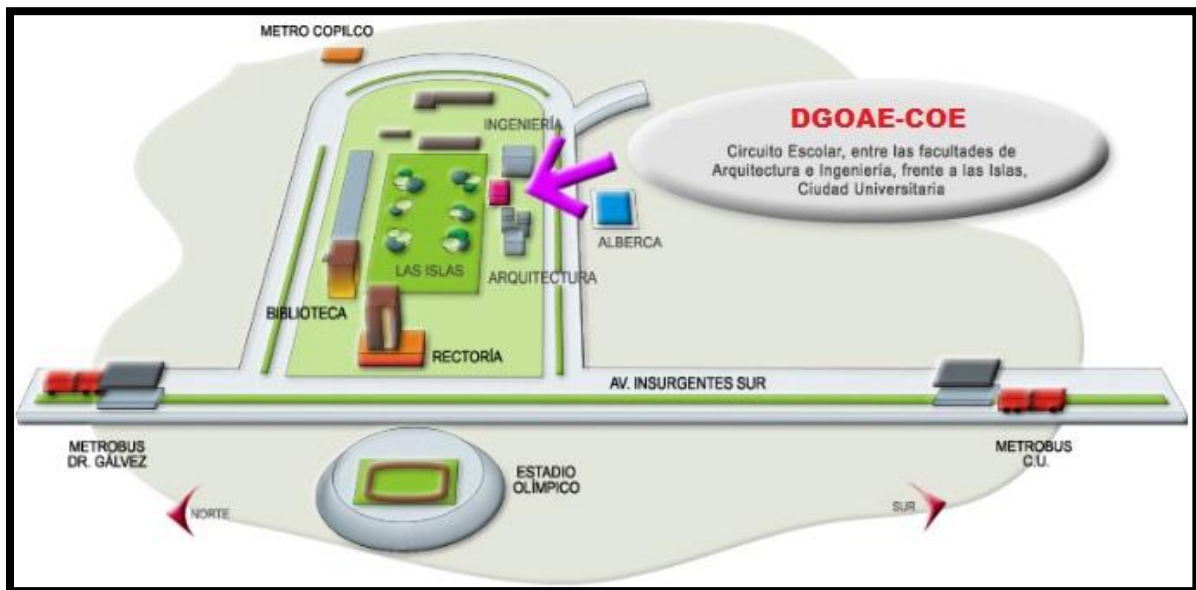 METRO COPILCO
DGOAE-COE
Circuito Escolar, entre las facultades de
Arquitectura e Ingeniería, frente a las Islas,
Ciudad Universitaria
INGENIERÍA
ALBERCA
LAS ISLAS
ARQUITECTURA
BIBLIOTECA
RECTORÍA
AV. INSURGENTES SUR
METROBUS
DR. GÁLVEZ
METROBUS
C.U.
ESTADIO
OLÍMPICO
NORTE
SUR